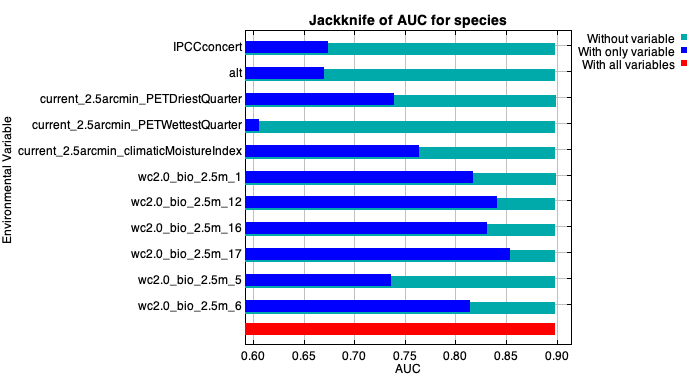 Jackknife of AUC for species
Without variable
With only variable
With all variables
Environmental Variable
IPCCconcert
alt
current_2.5arcmin_PETDriestQuarter
current_2.5arcmin_PETWettestQuarter
current_2.5arcmin_climaticMoistureIndex
wc2.0_bio_2.5m_1
wc2.0_bio_2.5m_12
wc2.0_bio_2.5m_16
wc2.0_bio_2.5m_17
wc2.0_bio_2.5m_5
wc2.0_bio_2.5m_6
0.60 0.65 0.70 0.75 0.80 0.85 0.90
AUC